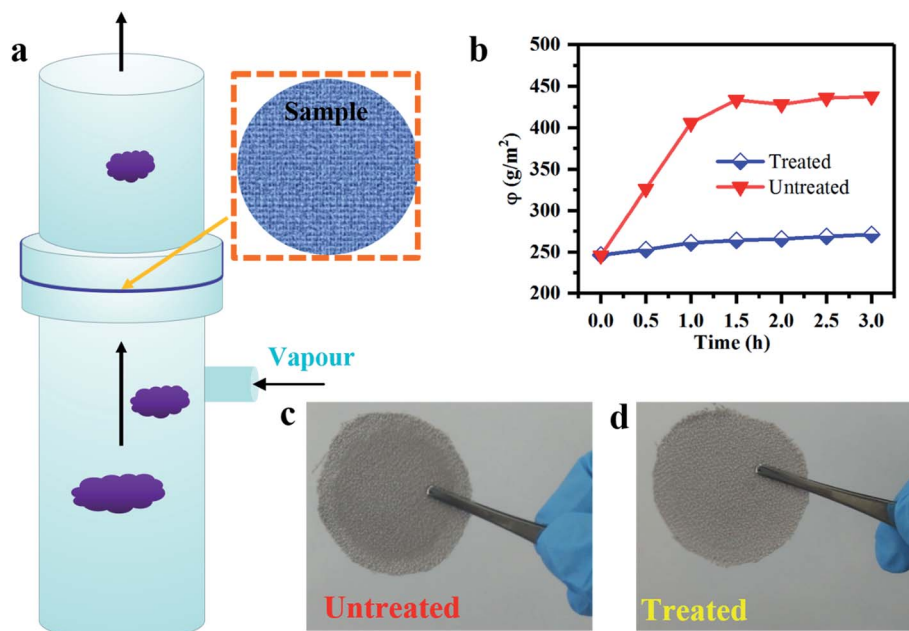 a
Sample
Vapour
b
φ (g/m²)
500
450
400
350
300
250
200
Treated
Untreated
0.0 0.5 1.0 1.5 2.0 2.5 3.0
Time (h)
c
Untreated
d
Treated